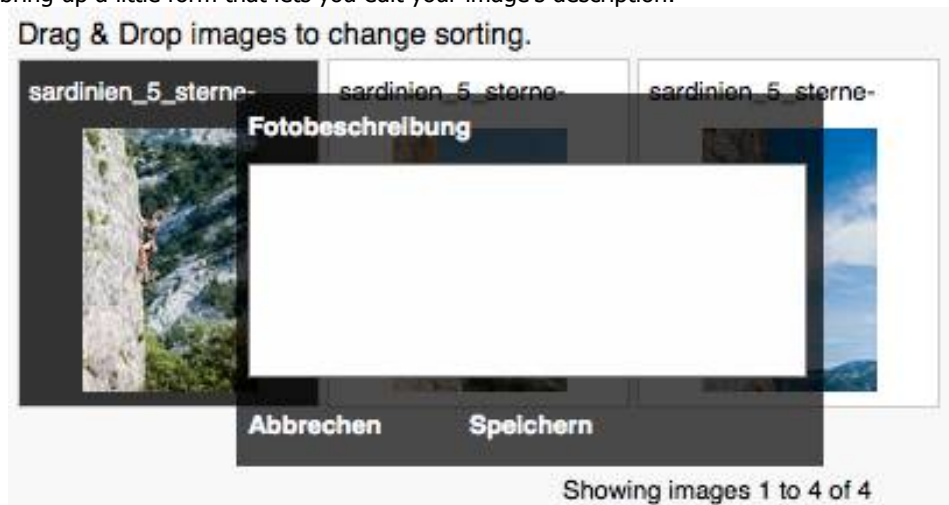 bring up a little form that lets you edit your image's description.
Drag & Drop images to change sorting.
sardinien_5_sterne-
sardinien_5_sterne-
sardinien_5_sterne-
Fotobeschreibung
Abbrechen
Speichern
Showing images 1 to 4 of 4